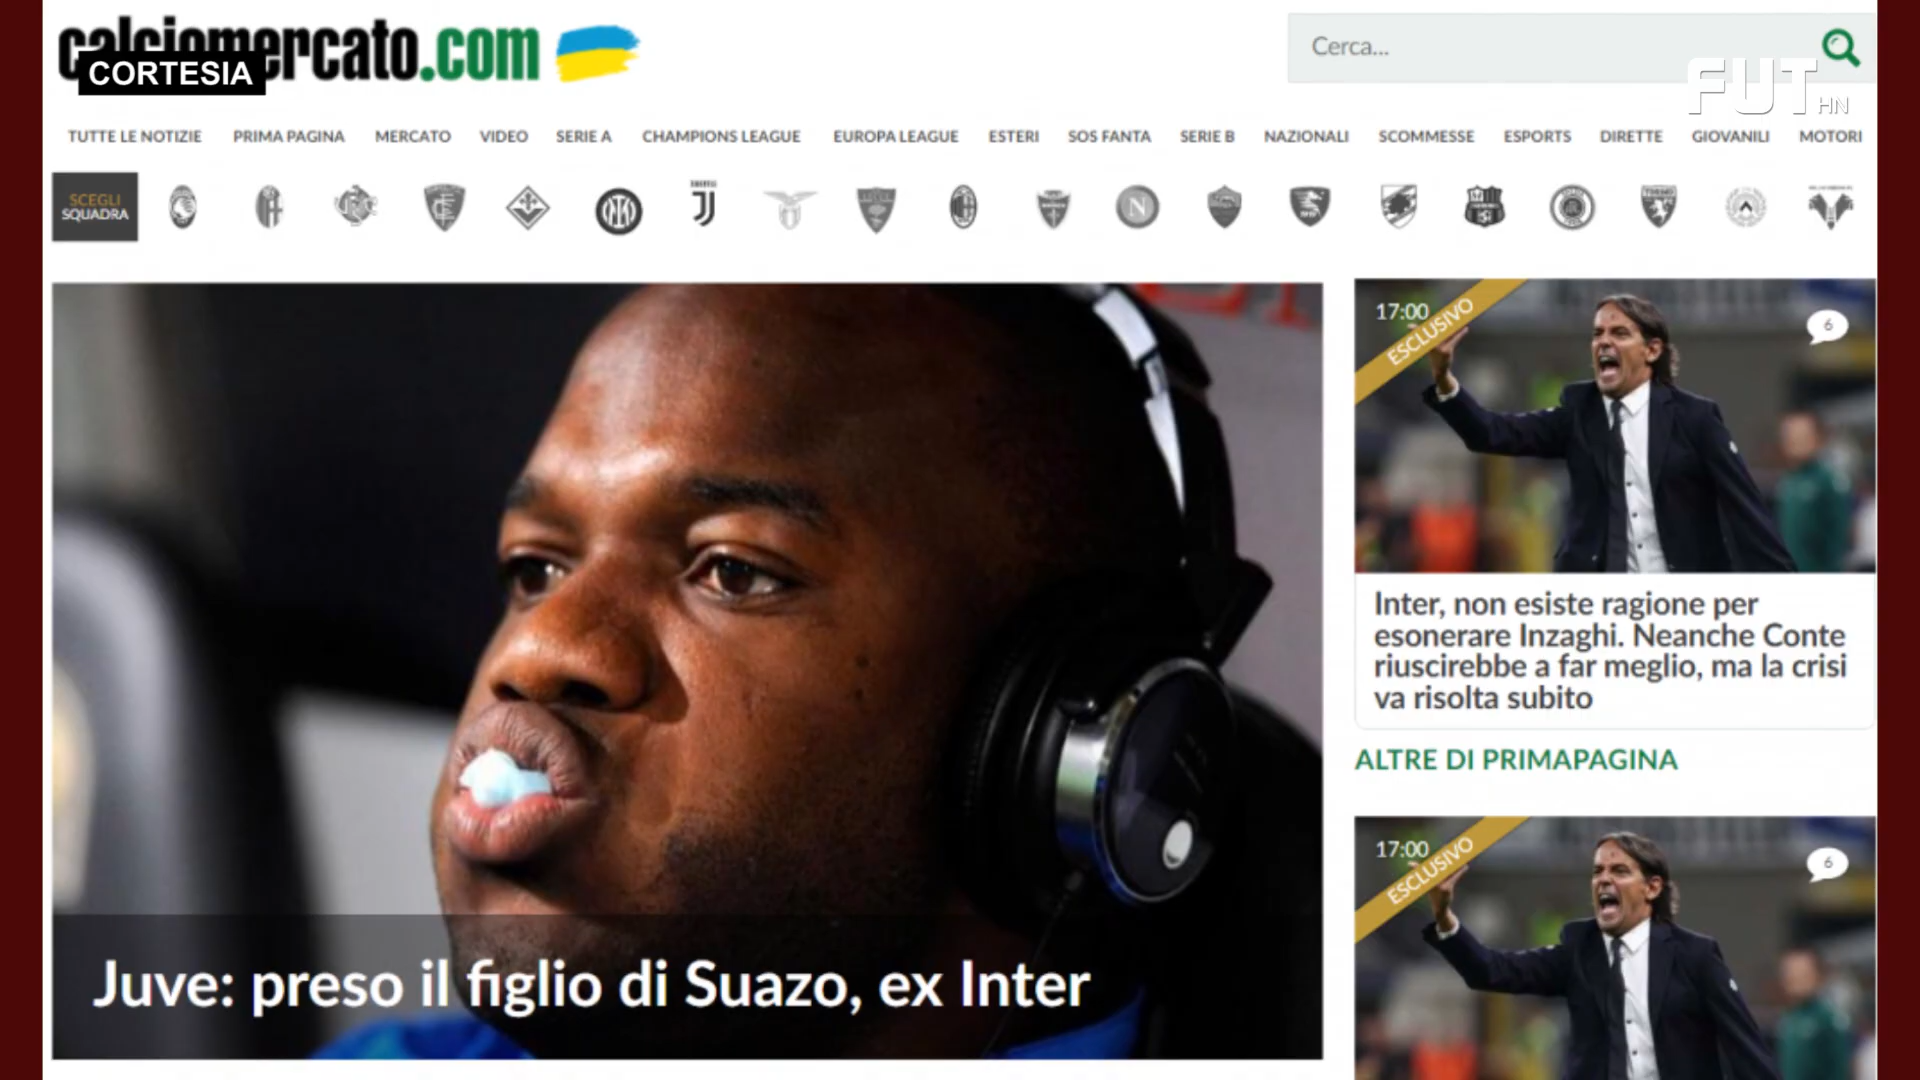 calciomercato.com
CORTESIA
Cerca...
FUT HN
TUTTE LE NOTIZIE PRIMA PAGINA MERCATO VIDEO SERIE A CHAMPIONS LEAGUE EUROPA LEAGUE ESTERI SOS FANTA SERIE B NAZIONALI SCOMMESSE ESPORTS DIRETTE GIOVANILI MOTORI
SCEGLI
SQUADRA
Juve: preso il figlio di Suazo, ex Inter
17:00
ESCLUSIVO
6
Inter, non esiste ragione per
esonerare Inzaghi. Neanche Conte
riuscirebbe a far meglio, ma la crisi
va risolta subito
ALTRE DI PRIMAPAGINA
17:00
ESCLUSIVO
6